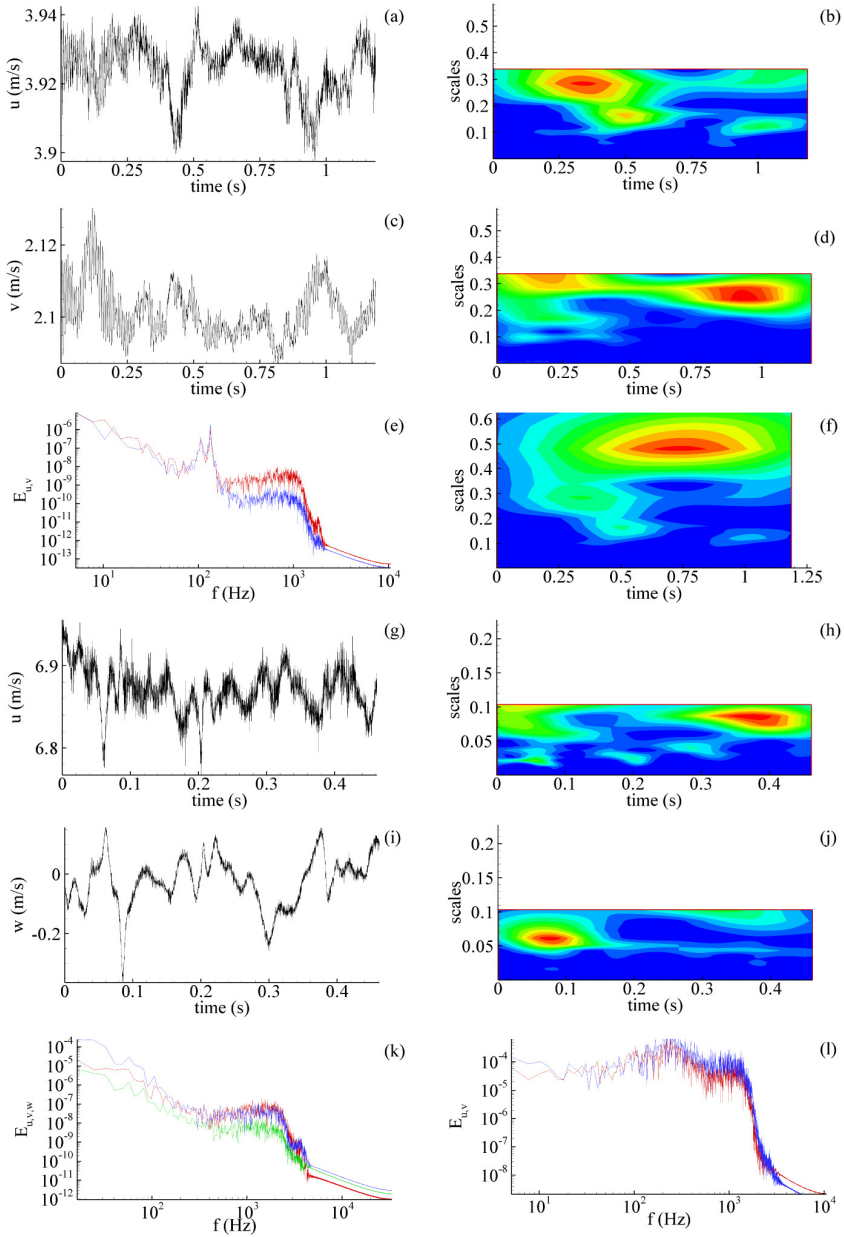 (a)
u (m/s)
3.94
3.92
3.9
0 0.25 0.5 0.75 1
time (s)
(b)
scales
0.5
0.4
0.3
0.2
0.1
0 0.25 0.5 0.75 1
time (s)
(c)
v (m/s)
2.12
2.1
0 0.25 0.5 0.75 1
time (s)
(d)
scales
0.5
0.4
0.3
0.2
0.1
0 0.25 0.5 0.75 1
time (s)
(e)
E_{u,v}
10^{-6}
10^{-7}
10^{-8}
10^{-9}
10^{-10}
10^{-11}
10^{-12}
10^{-13}
10^{1} 10^{2} 10^{3} 10^{4}
f (Hz)
(f)
scales
0.6
0.5
0.4
0.3
0.2
0.1
0 0.25 0.5 0.75 1 1.25
time (s)
(g)
u (m/s)
6.9
6.8
0 0.1 0.2 0.3 0.4
time (s)
(h)
scales
0.2
0.15
0.1
0.05
0 0.1 0.2 0.3 0.4
time (s)
(i)
w (m/s)
0
-0.2
0 0.1 0.2 0.3 0.4
time (s)
(j)
scales
0.2
0.15
0.1
0.05
0 0.1 0.2 0.3 0.4
time (s)
(k)
E_{u,v,w}
10^{-4}
10^{-5}
10^{-6}
10^{-7}
10^{-8}
10^{-9}
10^{-10}
10^{-11}
10^{-12}
10^{2} 10^{3} 10^{4}
f (Hz)
(l)
E_{u,v}
10^{-4}
10^{-5}
10^{-6}
10^{-7}
10^{-8}
10^{1} 10^{2} 10^{3} 10^{4}
f (Hz)